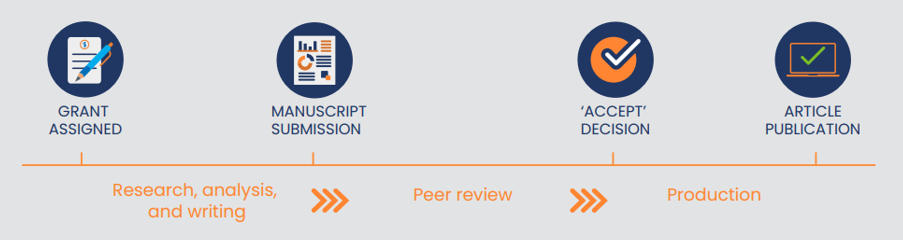 GRANT
ASSIGNED
MANUSCRIPT
SUBMISSION
‘ACCEPT’
DECISION
ARTICLE
PUBLICATION
Research, analysis,
and writing
Peer review
Production